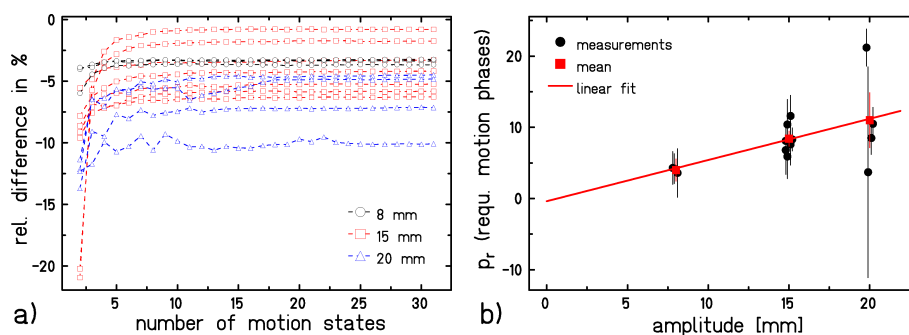 0
-5
-10
-15
-20
rel. difference in %
8 mm
15 mm
20 mm
5 10 15 20 25 30
number of motion states
a)
20
10
0
-10
p_r (requ. motion phases)
measurements
mean
linear fit
0 5 10 15 20
amplitude [mm]
b)